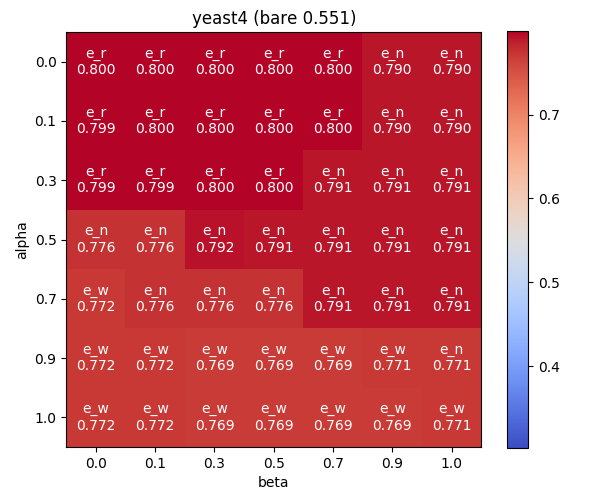 yeast4 (bare 0.551)
alpha
0.0 e_r e_r e_r e_r e_r e_n e_n
0.800 0.800 0.800 0.800 0.800 0.790 0.790
0.1 e_r e_r e_r e_r e_r e_n e_n
0.799 0.800 0.800 0.800 0.800 0.790 0.790
0.3 e_r e_r e_r e_r e_n e_n e_n
0.799 0.799 0.800 0.800 0.791 0.791 0.791
0.5 e_n e_n e_n e_n e_n e_n e_n
0.776 0.776 0.792 0.791 0.791 0.791 0.791
0.7 e_w e_n e_n e_n e_n e_n e_n
0.772 0.776 0.776 0.776 0.791 0.791 0.791
0.9 e_w e_w e_w e_w e_w e_w e_n
0.772 0.772 0.769 0.769 0.769 0.771 0.771
1.0 e_w e_w e_w e_w e_w e_w e_w
0.772 0.772 0.769 0.769 0.769 0.769 0.771
0.0 0.1 0.3 0.5 0.7 0.9 1.0
beta
0.7
0.6
0.5
0.4